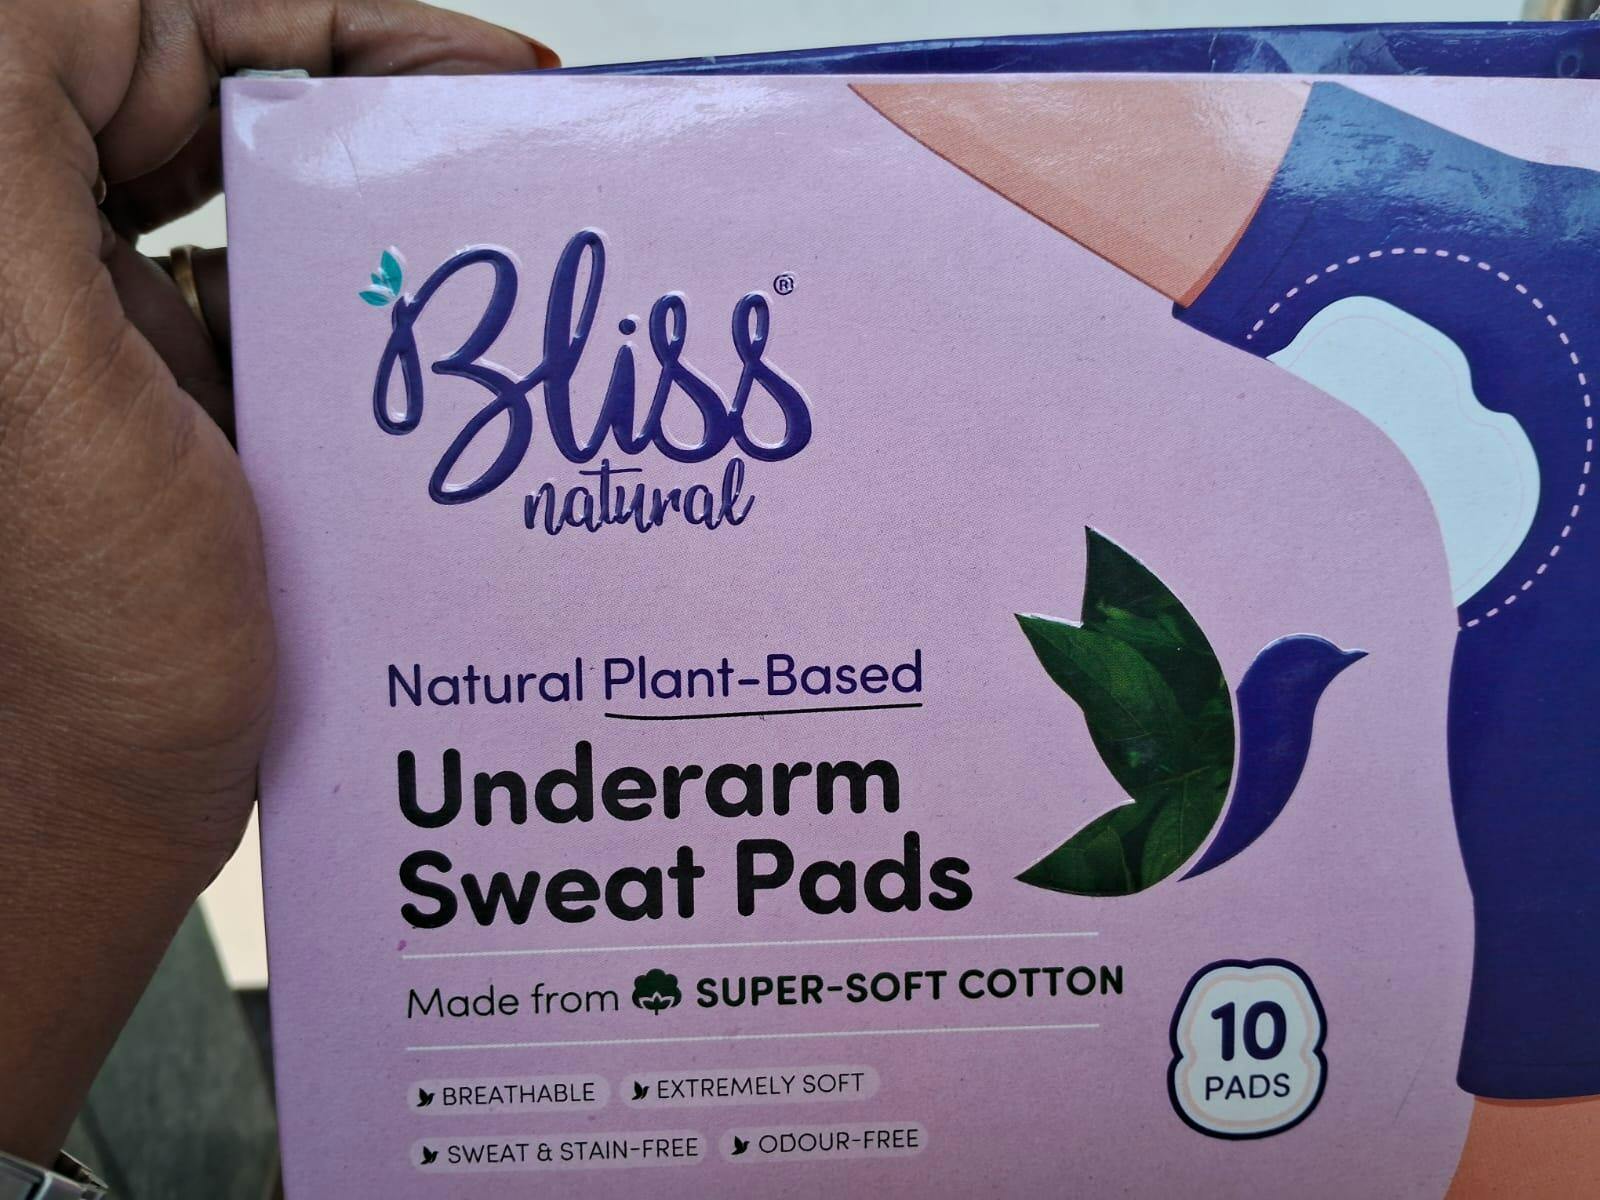 Bliss®
natural
Natural Plant-Based
Underarm
Sweat Pads
Made from SUPER-SOFT COTTON
10
PADS
BREATHABLE
EXTREMELY SOFT
SWEAT & STAIN-FREE
ODOUR-FREE